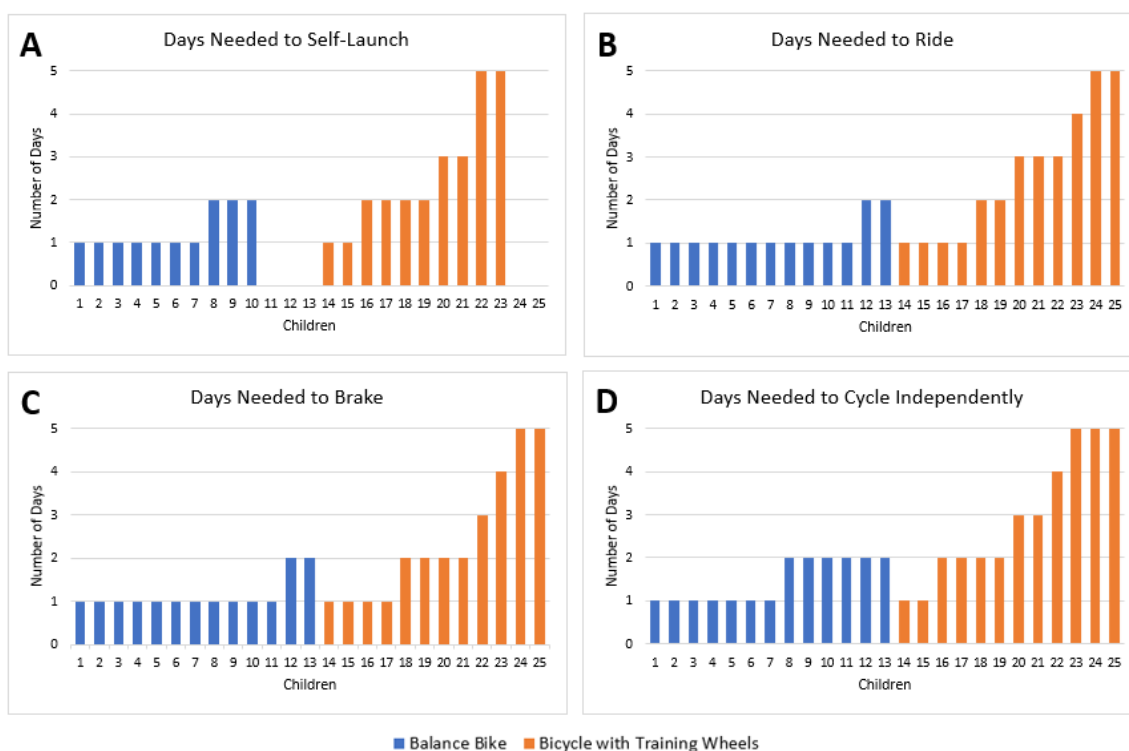 A
Days Needed to Self-Launch
Number of Days
5
4
3
2
1
0
1 2 3 4 5 6 7 8 9 10 11 12 13 14 15 16 17 18 19 20 21 22 23 24 25
Children
B
Days Needed to Ride
Number of Days
5
4
3
2
1
0
1 2 3 4 5 6 7 8 9 10 11 12 13 14 15 16 17 18 19 20 21 22 23 24 25
Children
C
Days Needed to Brake
Number of Days
5
4
3
2
1
0
1 2 3 4 5 6 7 8 9 10 11 12 13 14 15 16 17 18 19 20 21 22 23 24 25
Children
D
Days Needed to Cycle Independently
Number of Days
5
4
3
2
1
0
1 2 3 4 5 6 7 8 9 10 11 12 13 14 15 16 17 18 19 20 21 22 23 24 25
Children
Balance Bike Bicycle with Training Wheels